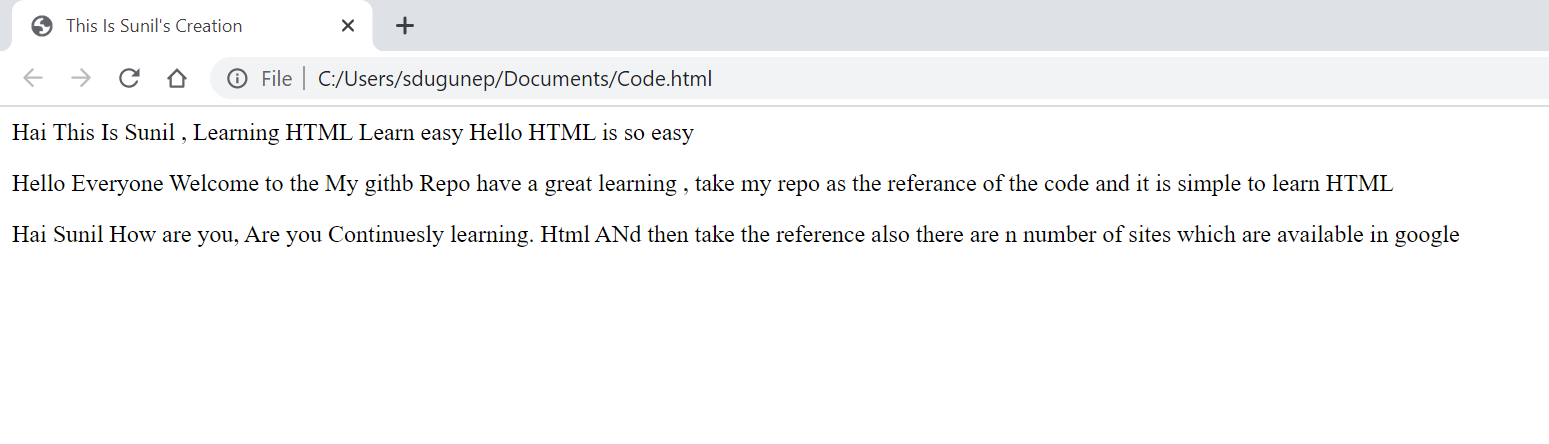 This Is Sunil's Creation
File | C:/Users/sdugunep/Documents/Code.html
Hai This Is Sunil , Learning HTML Learn easy Hello HTML is so easy
Hello Everyone Welcome to the My githb Repo have a great learning , take my repo as the referance of the code and it is simple to learn HTML
Hai Sunil How are you, Are you Continuesly learning. Html ANd then take the reference also there are n number of sites which are available in google